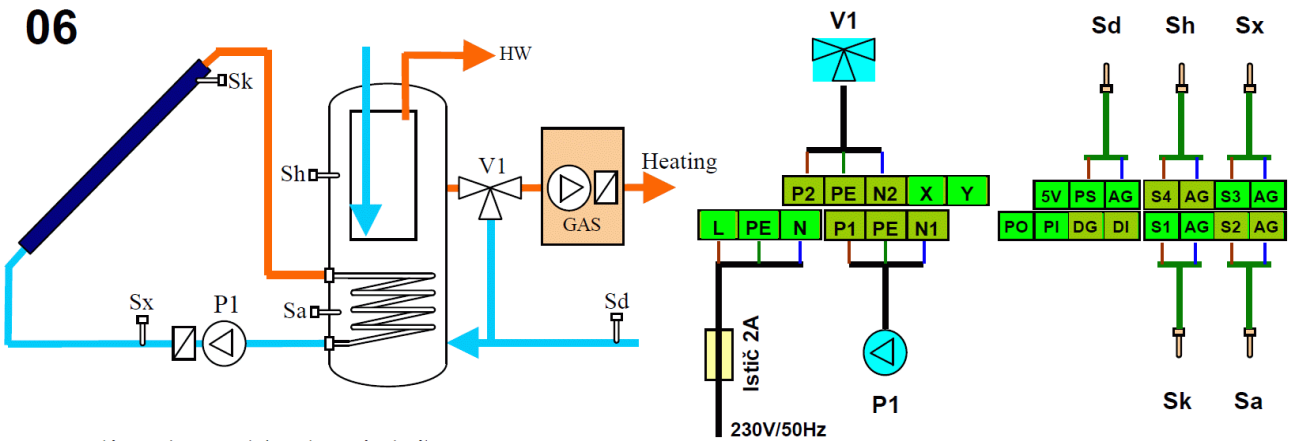 06
HW
Sk
Sh
V1
Heating
GAS
Sx
P1
Sa
Sd
V1
P2 PE N2 X Y
L PE N P1 PE N1
Istič 2A
230V/50Hz
P1
Sd Sh Sx
5V PS AG S4 AG S3 AG
PO PI DG DI S1 AG S2 AG
Sk Sa